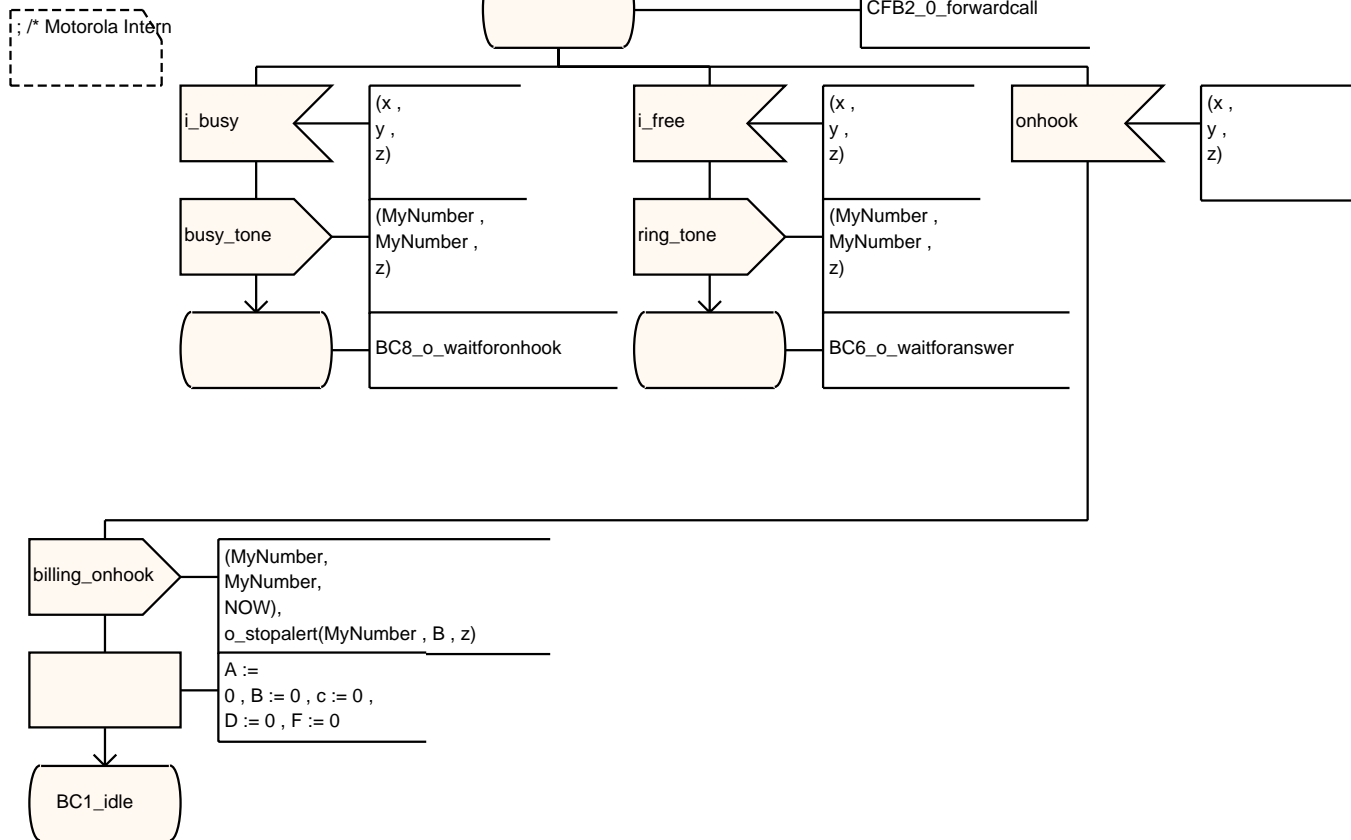 CFB2_0_forwardcall
; /* Motorola Intern
i_busy
(x ,
y ,
z)
i_free
(x ,
y ,
z)
onhook
(x ,
y ,
z)
busy_tone
(MyNumber ,
MyNumber ,
z)
ring_tone
(MyNumber ,
MyNumber ,
z)
BC8_o_waitforonhook
BC6_o_waitforanswer
billing_onhook
(MyNumber,
MyNumber,
NOW),
o_stopalert(MyNumber , B , z)
A :=
0 , B := 0 , c := 0 ,
D := 0 , F := 0
BC1_idle